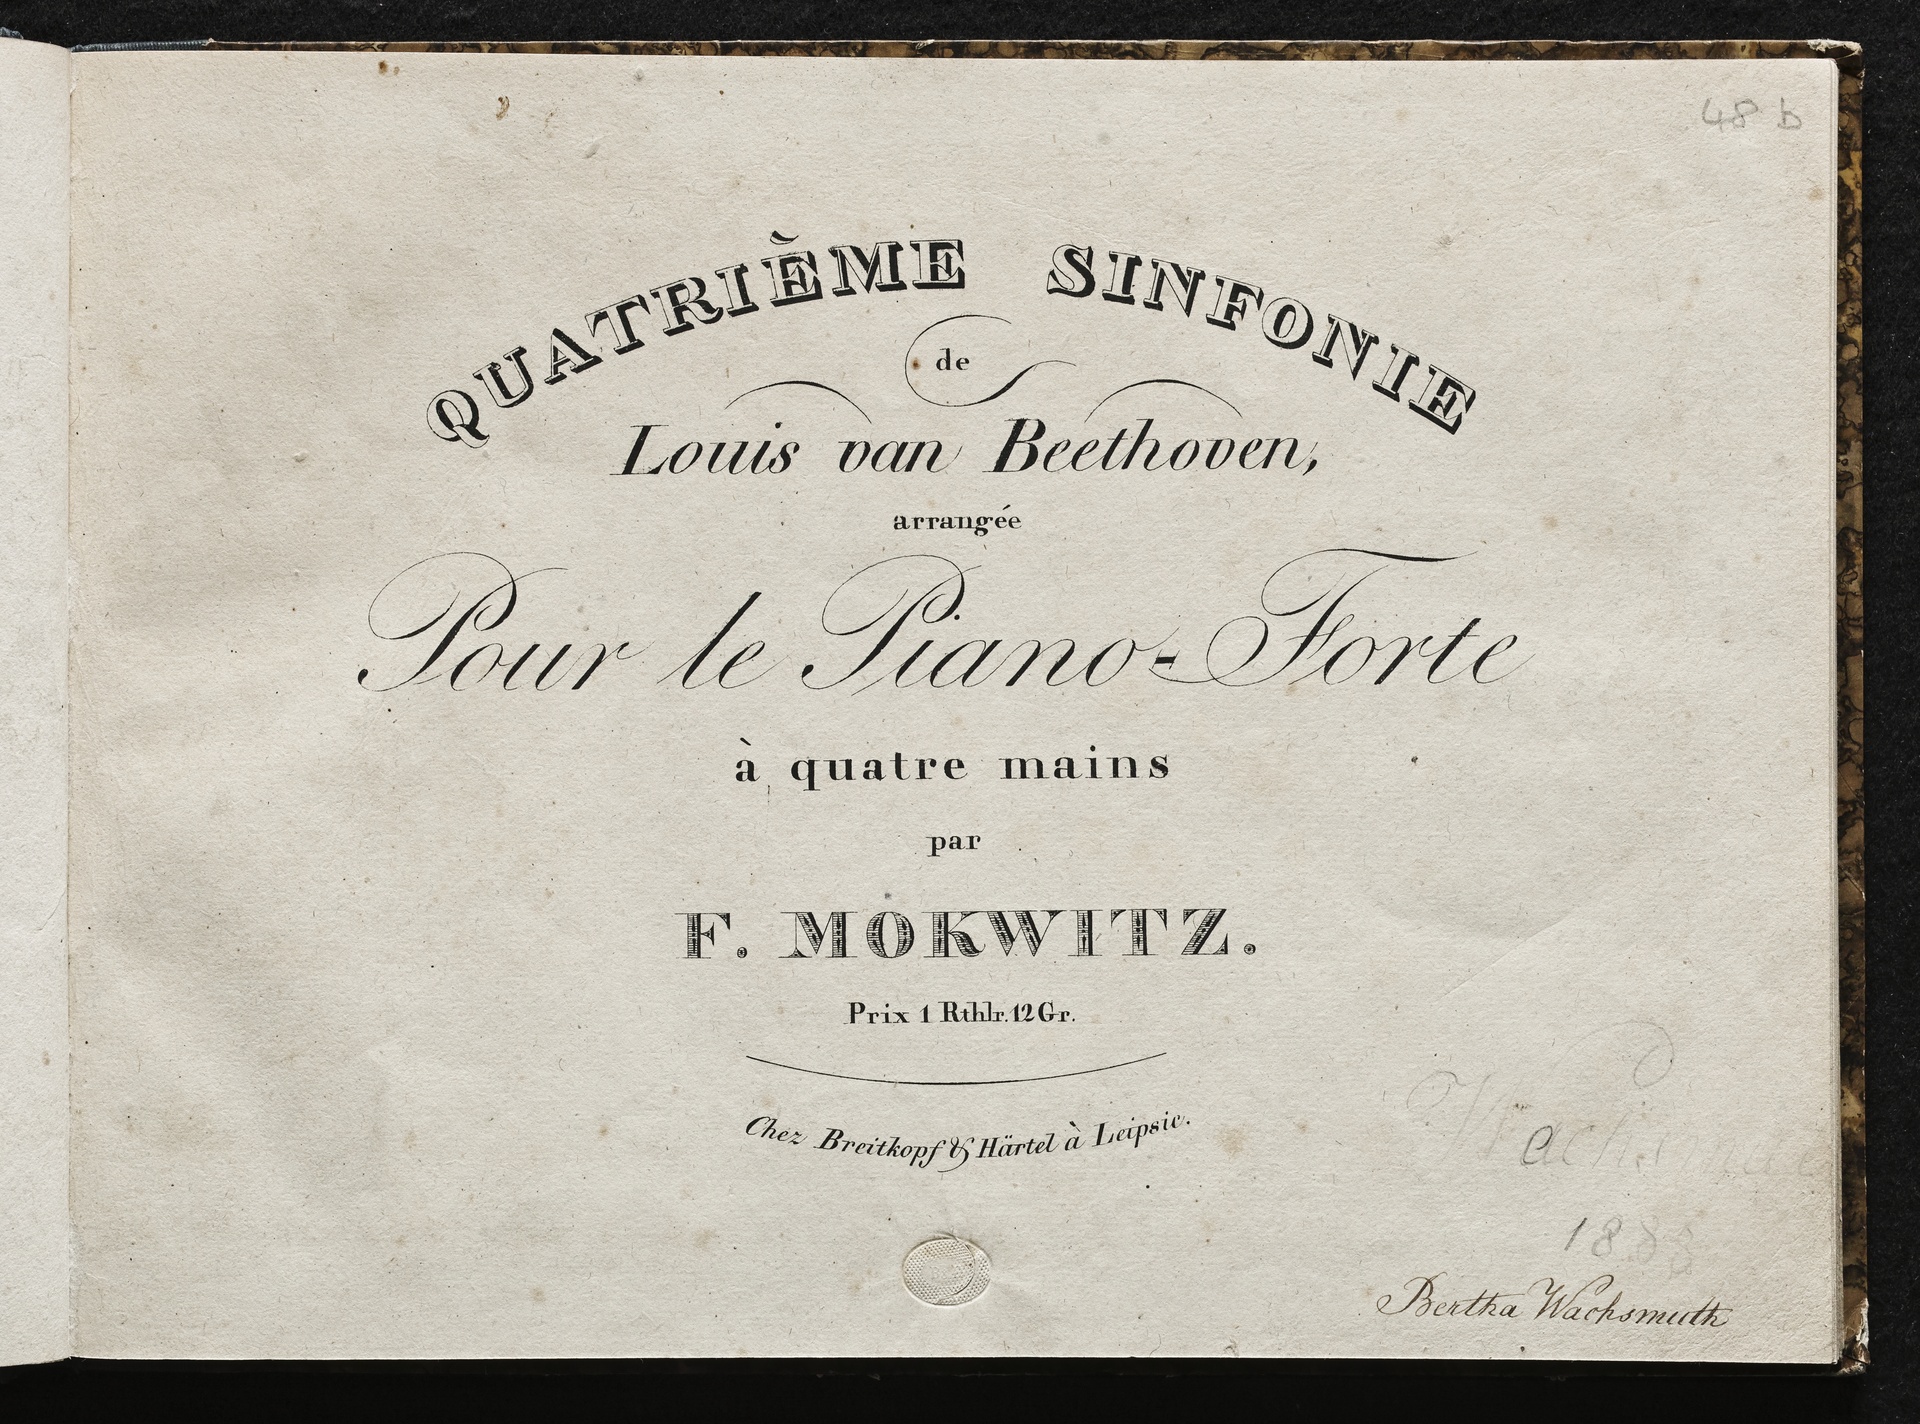 48 b
QUATRIÈME SINFONIE
de
Louis van Beethoven,
arrangée
Pour le Piano-Forte
à quatre mains
par
F. MOKWITZ.
Prix 1 Rthlr. 12 Gr.
Chez Breitkopf & Härtel à Leipsic.
Bertha Wachsmuth